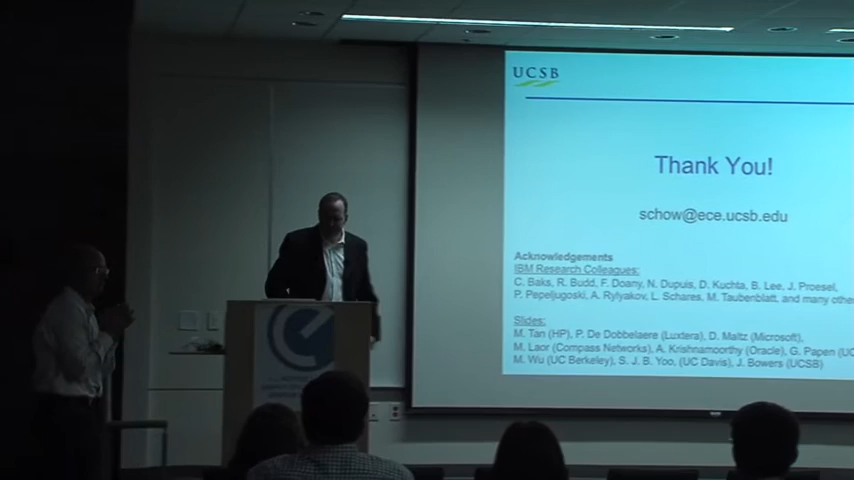 UCSB
Thank You!
schow@ece.ucsb.edu
Acknowledgements
IBM Research Colleagues:
C. Baks, R. Budd, F. Doany, N. Dupuis, D. Kuchta, B. Lee, J. Proesel,
P. Pepeljugoski, A. Rylyakov, L. Schares, M. Taubenblatt, and many other
Slides:
M. Tan (HP), P. De Dobbelaere (Luxtera), D. Maltz (Microsoft),
M. Laor (Compass Networks), A. Krishnamoorthy (Oracle), G. Papen (U
M. Wu (UC Berkeley), S. J. B. Yoo, (UC Davis), J. Bowers (UCSB)